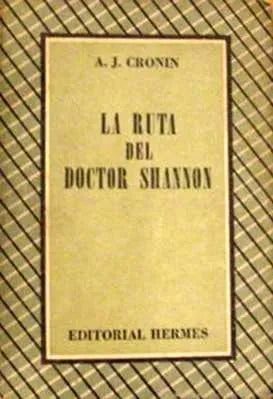 A. J. CRONIN
LA RUTA
DEL
DOCTOR SHANNON
EDITORIAL HERMES